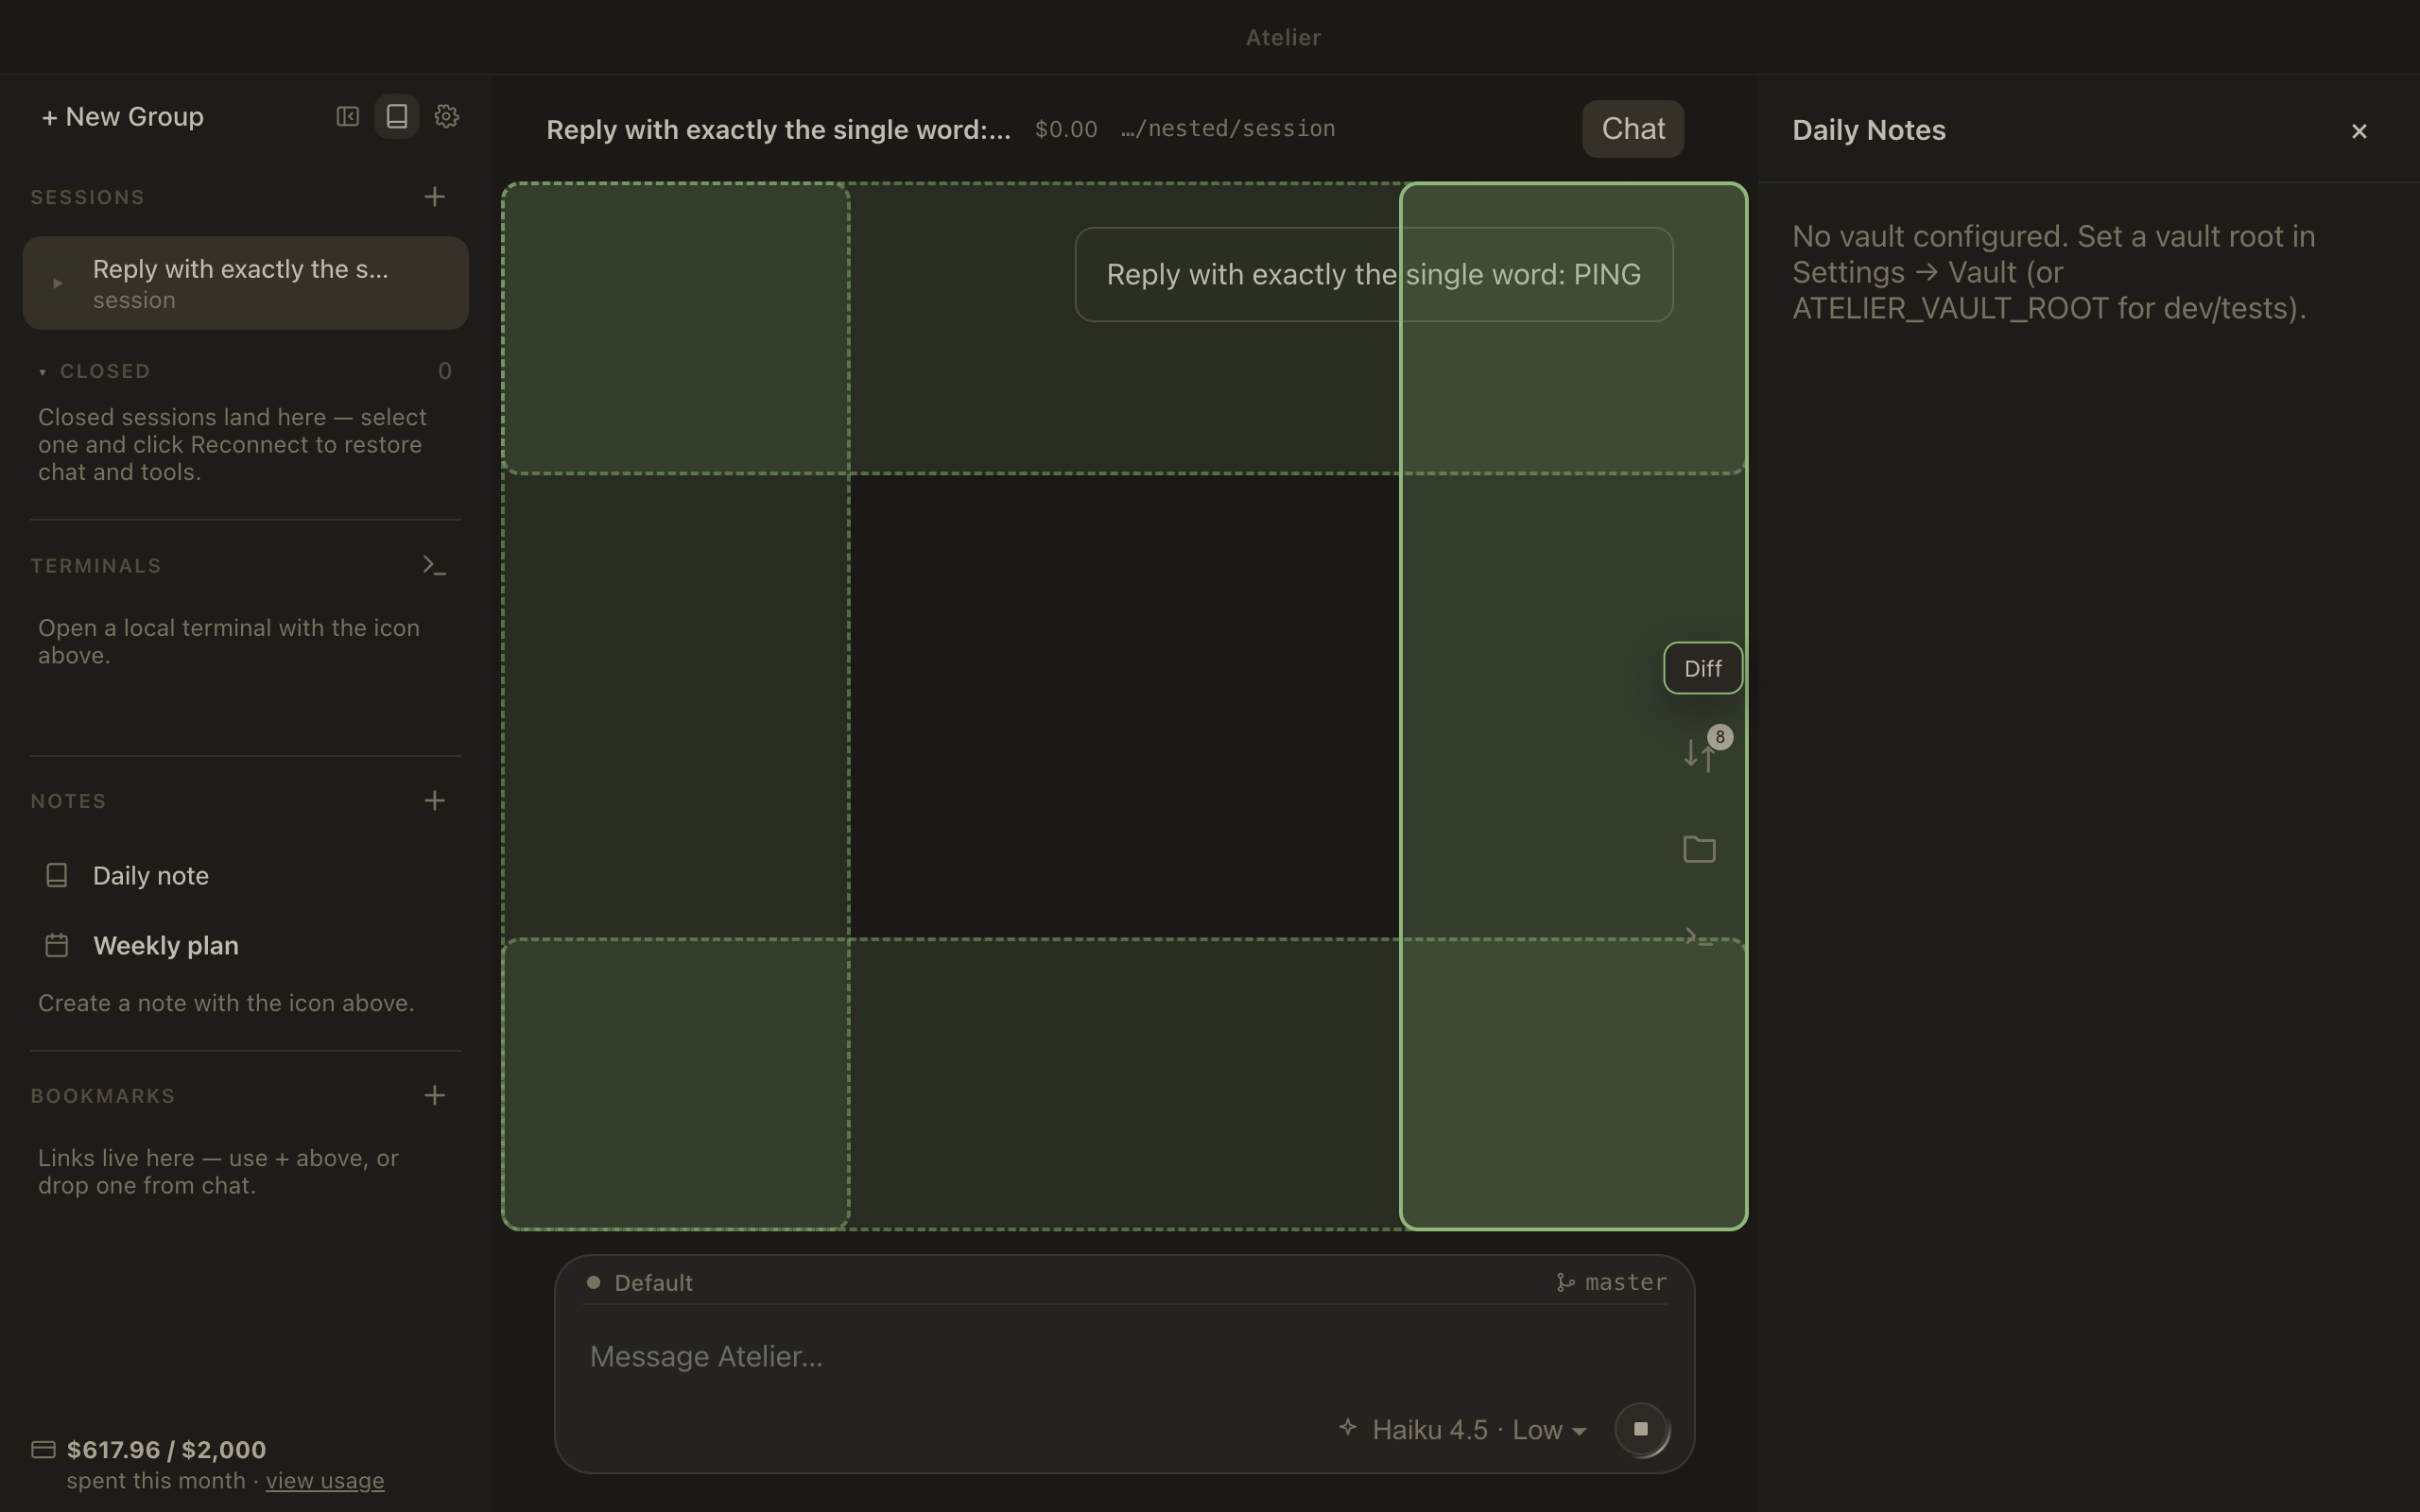 Atelier
+ New Group
SESSIONS
Reply with exactly the s...
session
CLOSED
0
Closed sessions land here — select
one and click Reconnect to restore
chat and tools.
TERMINALS
Open a local terminal with the icon
above.
NOTES
Daily note
Weekly plan
Create a note with the icon above.
BOOKMARKS
Links live here — use + above, or
drop one from chat.
$617.96 / $2,000
spent this month · view usage
Reply with exactly the single word:... $0.00 …/nested/session
Chat
Reply with exactly the single word: PING
Diff
8
Default
master
Message Atelier...
Haiku 4.5 · Low
Daily Notes
No vault configured. Set a vault root in
Settings → Vault (or
ATELIER_VAULT_ROOT for dev/tests).